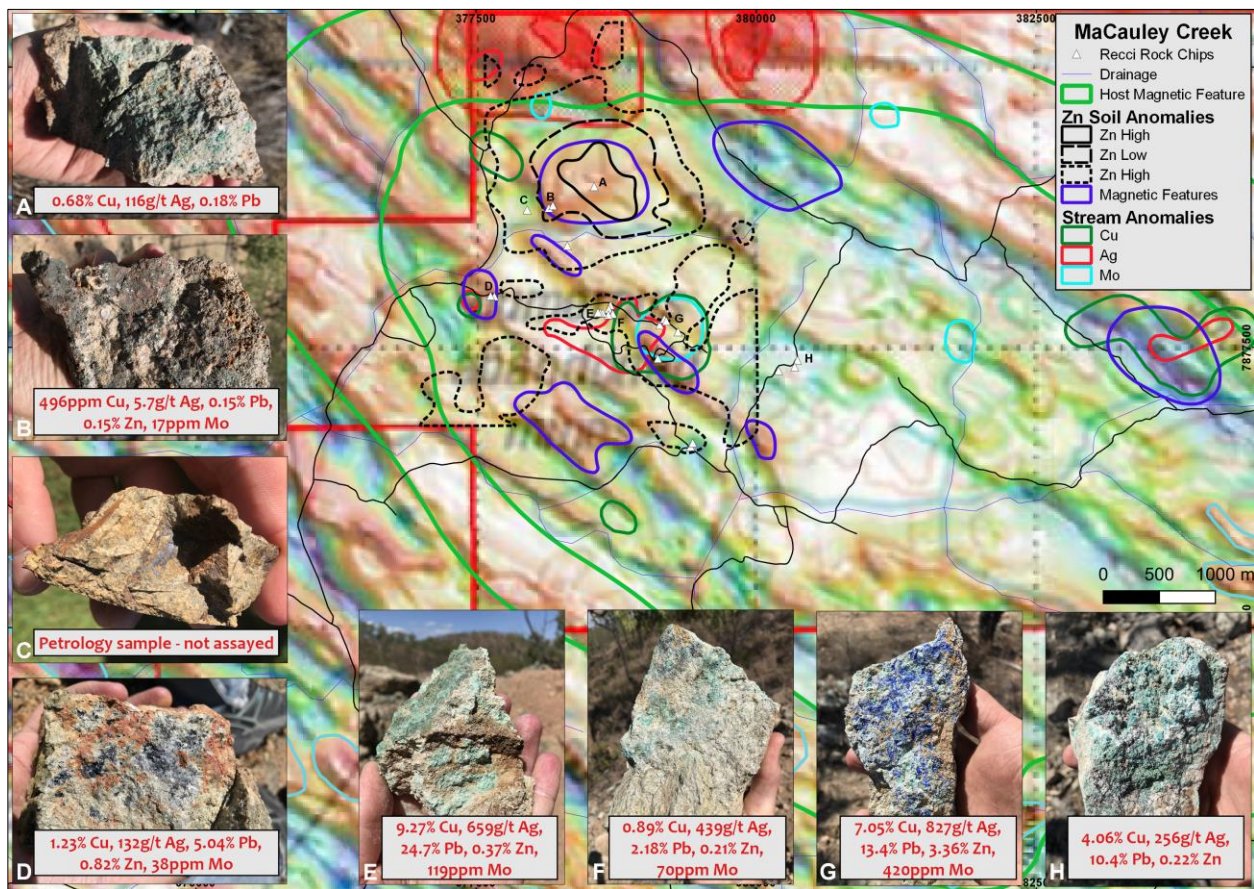 377500
380000
382500
MaCauley Creek
Recci Rock Chips
Drainage
Host Magnetic Feature
Zn Soil Anomalies
Zn High
Zn Low
Zn High
Magnetic Features
Stream Anomalies
Cu
Ag
Mo
A
B
C
D
E
F
G
H
7877500
0 500 1000 m
0.68% Cu, 116g/t Ag, 0.18% Pb
A
496ppm Cu, 5.7g/t Ag, 0.15% Pb,
0.15% Zn, 17ppm Mo
B
Petrology sample - not assayed
C
1.23% Cu, 132g/t Ag, 5.04% Pb,
0.82% Zn, 38ppm Mo
D
9.27% Cu, 659g/t Ag,
24.7% Pb, 0.37% Zn,
119ppm Mo
E
0.89% Cu, 439g/t Ag,
2.18% Pb, 0.21% Zn,
70ppm Mo
F
7.05% Cu, 827g/t Ag,
13.4% Pb, 3.36% Zn,
420ppm Mo
G
4.06% Cu, 256g/t Ag,
10.4% Pb, 0.22% Zn
H